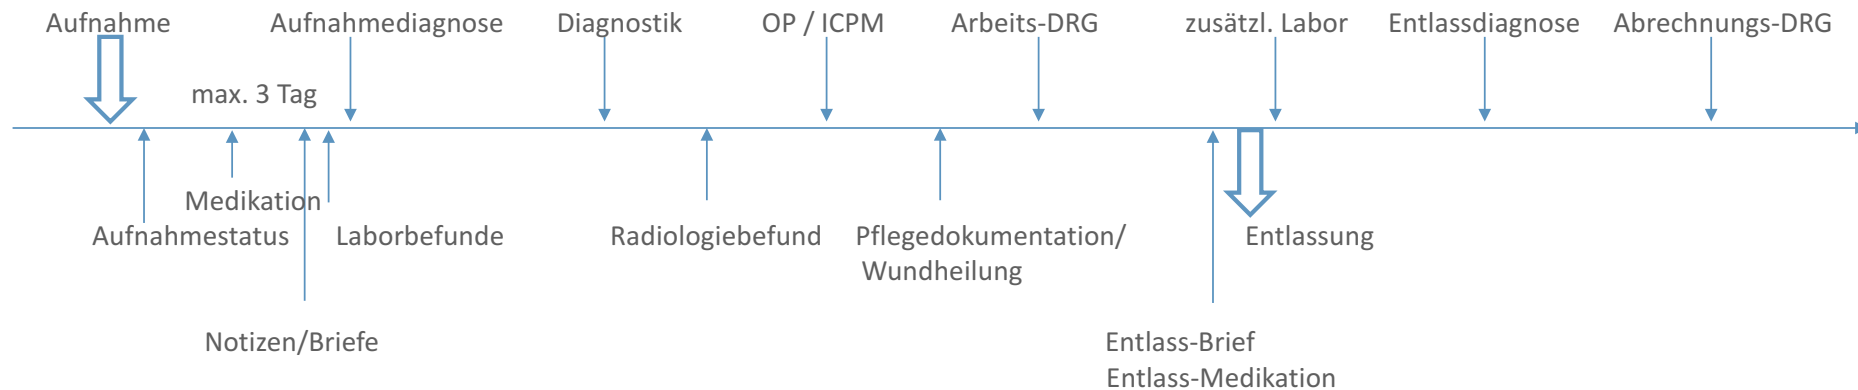 Aufnahme
Aufnahmediagnose
Diagnostik
OP / ICPM
Arbeits-DRG
zusätzl. Labor
Entlassdiagnose
Abrechnungs-DRG
max. 3 Tag
Medikation
Aufnahmestatus
Laborbefunde
Radiologiebefund
Pflegedokumentation/
Wundheilung
Entlassung
Notizen/Briefe
Entlass-Brief
Entlass-Medikation